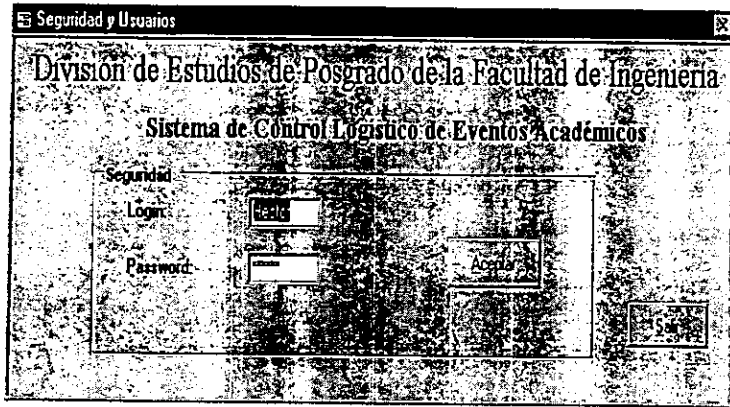 Seguridad y Usuarios
División de Estudios de Posgrado de la Facultad de Ingeniería
Sistema de Control Logístico de Eventos Académicos
Seguridad
Login:
Password:
Aceptar
Salir